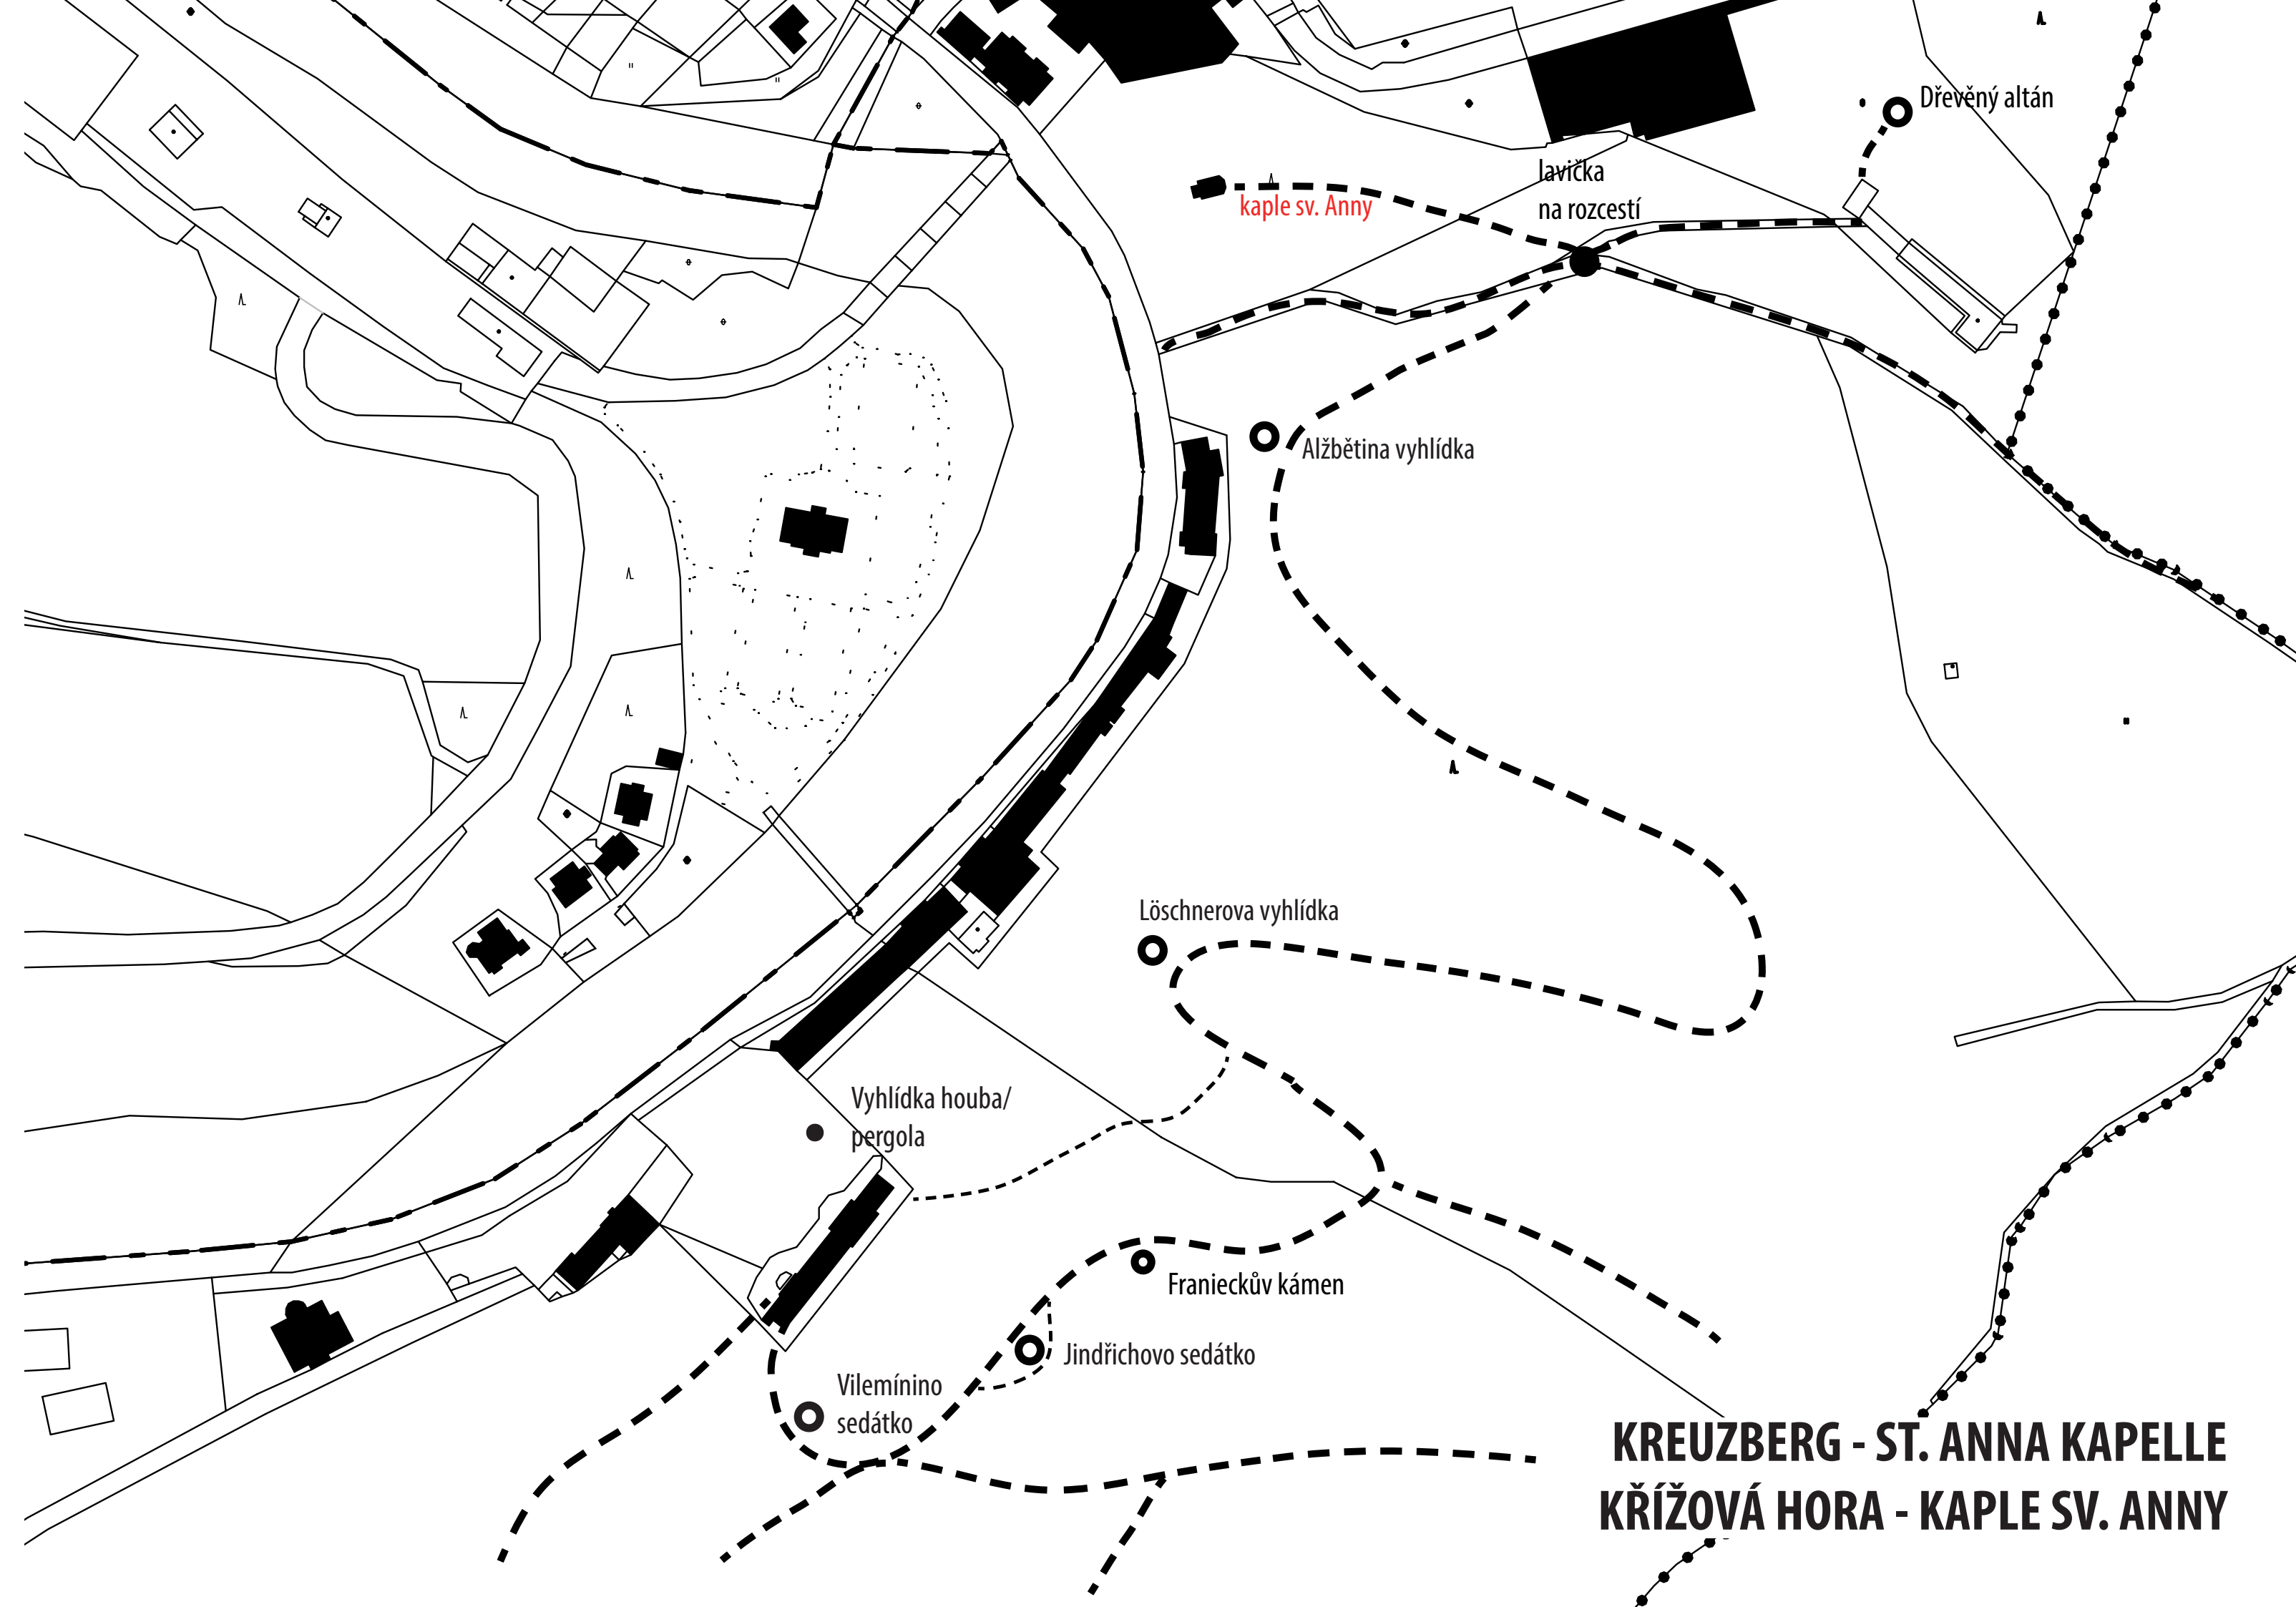 Dřevěný altán
lavička
na rozcestí
kaple sv. Anny
Alžbětina vyhlídka
Löschnerova vyhlídka
Vyhlídka houba/
pergola
Franieckův kámen
Jindřichovo sedátko
Vilemínino
sedátko
KREUZBERG - ST. ANNA KAPELLE
KŘÍŽOVÁ HORA - KAPLE SV. ANNY